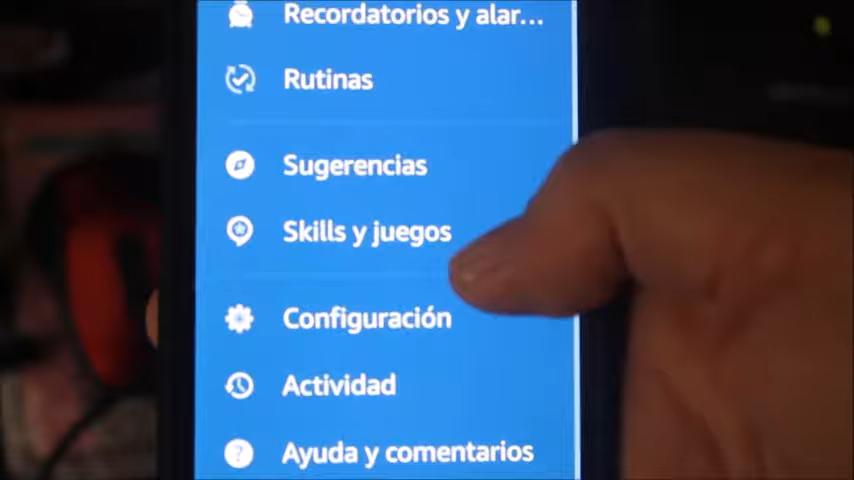 Recordatorios y alar...
Rutinas
Sugerencias
Skills y juegos
Configuración
Actividad
Ayuda y comentarios